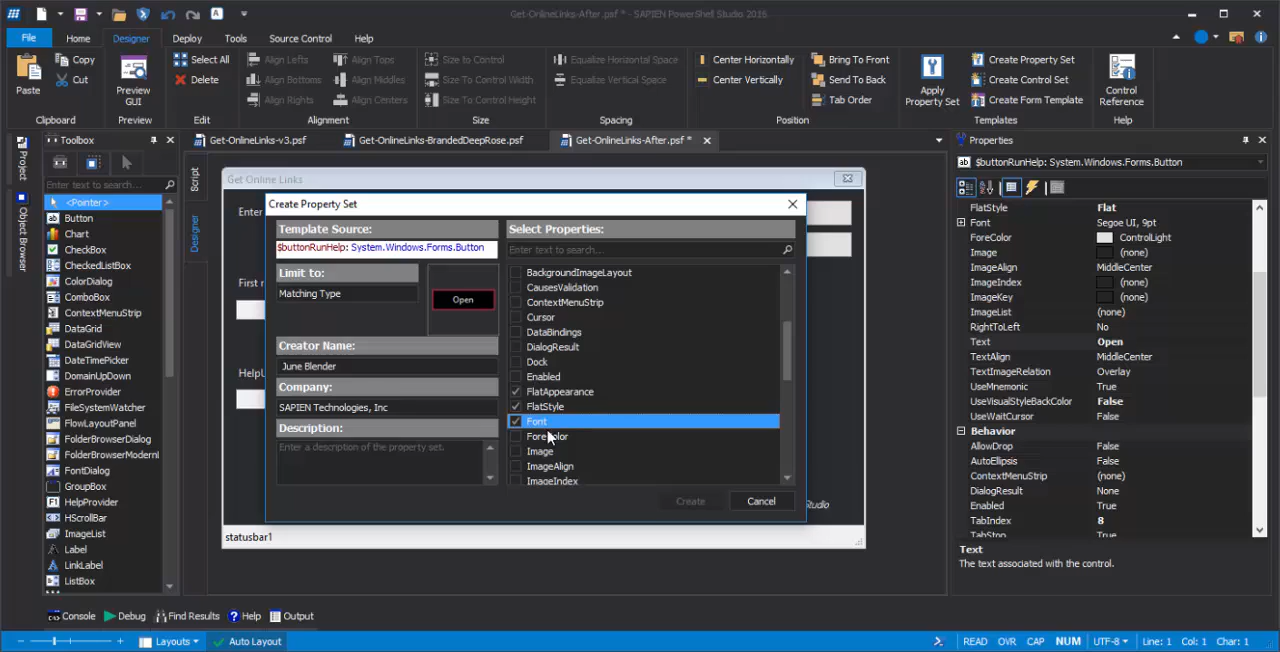 Get-OnlineLinks-After.psf * - SAPIEN PowerShell Studio 2016
File Home Designer Deploy Tools Source Control Help
Paste
Copy
Cut
Clipboard
Preview GUI
Preview
Select All
Delete
Edit
Align Lefts
Align Bottoms
Align Rights
Align Tops
Align Middles
Align Centers
Alignment
Size to Control
Size To Control Width
Size To Control Height
Size
Equalize Horizontal Space
Equalize Vertical Space
Spacing
Center Horizontally
Center Vertically
Bring To Front
Send To Back
Tab Order
Position
Apply Property Set
Create Property Set
Create Control Set
Create Form Template
Templates
Control Reference
Help
Project
Object Browser
Toolbox
Enter text to search...
<Pointer>
Button
Chart
CheckBox
CheckedListBox
ColorDialog
ComboBox
ContextMenuStrip
DataGrid
DataGridView
DateTimePicker
DomainUpDown
ErrorProvider
FileSystemWatcher
FlowLayoutPanel
FolderBrowserDialog
FolderBrowserModernI
FontDialog
GroupBox
HelpProvider
HScrollBar
ImageList
Label
LinkLabel
ListBox
Get-OnlineLinks-v3.psf
Get-OnlineLinks-BrandedDeepRose.psf
Get-OnlineLinks-After.psf *
Script
Designer
Get Online Links
Enter
First r
HelpU
udio
statusbar1
Create Property Set
Template Source:
$buttonRunHelp: System.Windows.Forms.Button
Limit to:
Matching Type
Open
Creator Name:
June Blender
Company:
SAPIEN Technologies, Inc
Description:
Enter a description of the property set.
Select Properties:
Enter text to search...
BackgroundImageLayout
CausesValidation
ContextMenuStrip
Cursor
DataBindings
DialogResult
Dock
Enabled
FlatAppearance
FlatStyle
Font
ForeColor
Image
ImageAlign
ImageIndex
Create
Cancel
Properties
$buttonRunHelp: System.Windows.Forms.Button
FlatStyle Flat
Font Segoe UI, 9pt
ForeColor ControlLight
Image (none)
ImageAlign MiddleCenter
ImageIndex (none)
ImageKey (none)
ImageList (none)
RightToLeft No
Text Open
TextAlign MiddleCenter
TextImageRelation Overlay
UseMnemonic True
UseVisualStyleBackColor False
UseWaitCursor False
Behavior
AllowDrop False
AutoEllipsis False
ContextMenuStrip (none)
DialogResult None
Enabled True
TabIndex 8
TabStop True
Text
The text associated with the control.
Console Debug Find Results Help Output
Layouts Auto Layout READ OVR CAP NUM UTF-8 Line: 1 Col: 1 Char: 1